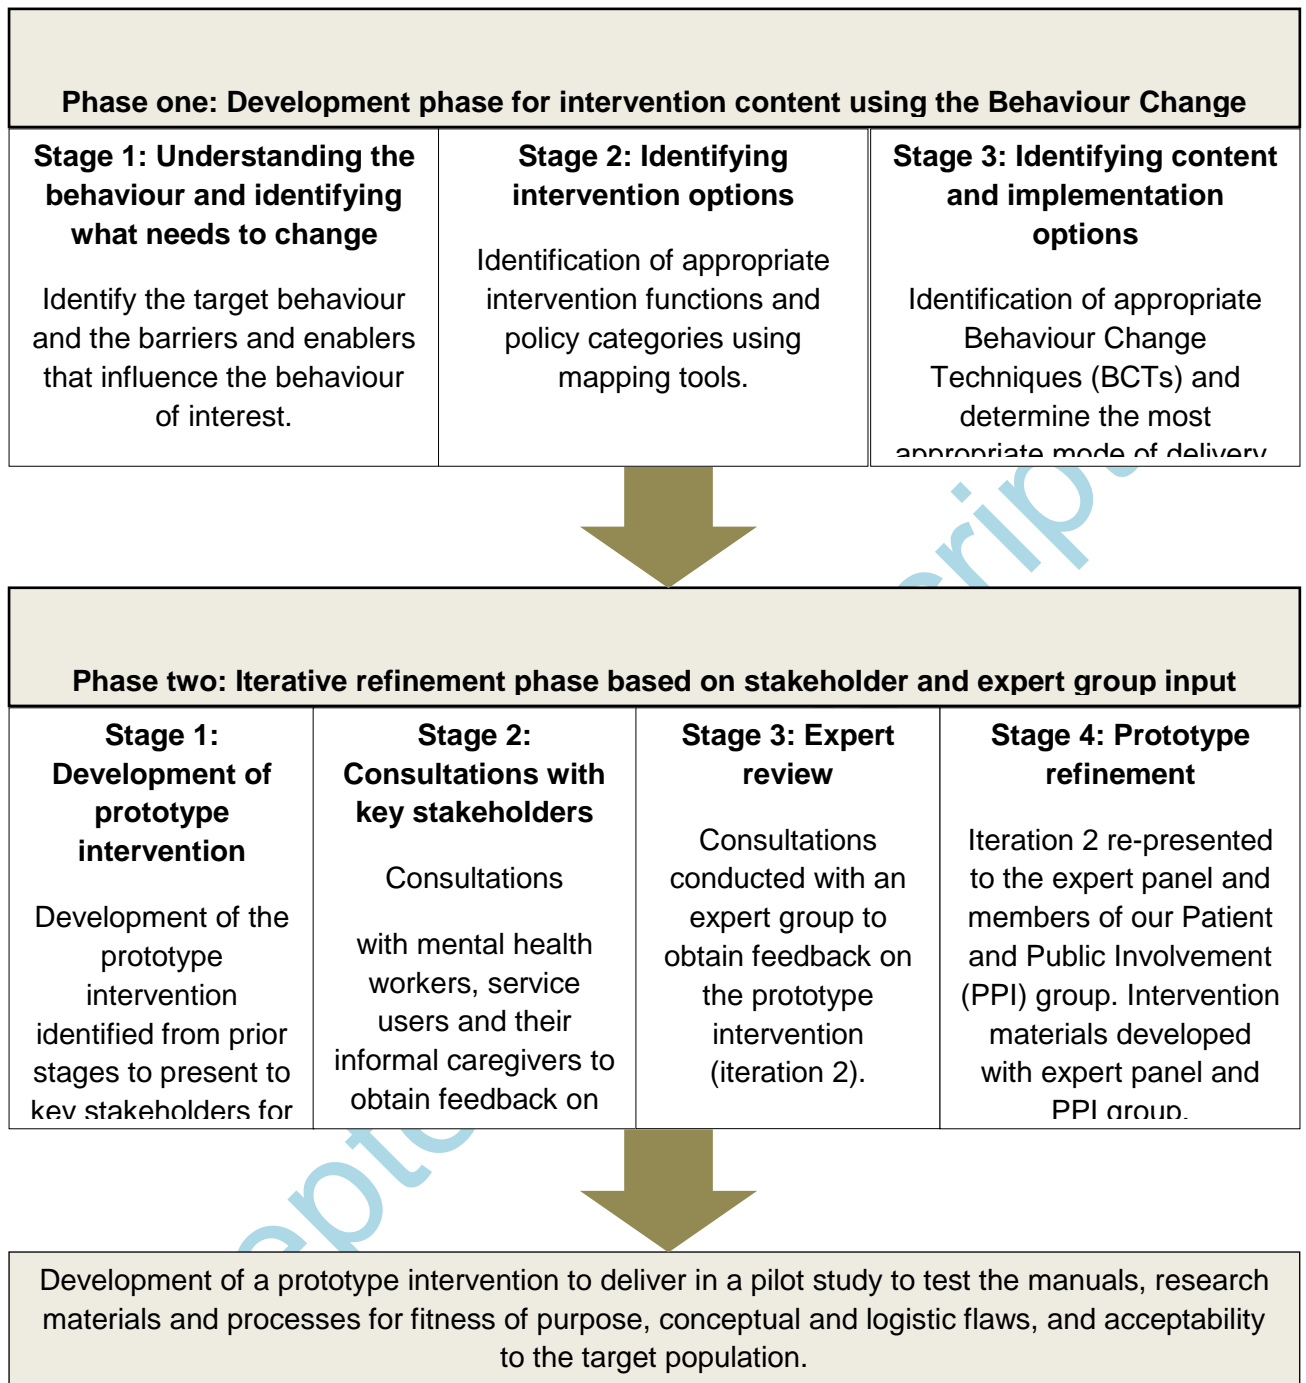 Phase one: Development phase for intervention content using the Behaviour Change
Stage 1: Understanding the
behaviour and identifying
what needs to change
Identify the target behaviour
and the barriers and enablers
that influence the behaviour
of interest.
Stage 2: Identifying
intervention options
Identification of appropriate
intervention functions and
policy categories using
mapping tools.
Stage 3: Identifying content
and implementation
options
Identification of appropriate
Behaviour Change
Techniques (BCTs) and
determine the most
appropriate mode of delivery
Phase two: Iterative refinement phase based on stakeholder and expert group input
Stage 1:
Development of
prototype
intervention
Development of the
prototype
intervention
identified from prior
stages to present to
key stakeholders for
Stage 2:
Consultations with
key stakeholders
Consultations
with mental health
workers, service
users and their
informal caregivers to
obtain feedback on
Stage 3: Expert
review
Consultations
conducted with an
expert group to
obtain feedback on
the prototype
intervention
(iteration 2).
Stage 4: Prototype
refinement
Iteration 2 re-presented
to the expert panel and
members of our Patient
and Public Involvement
(PPI) group. Intervention
materials developed
with expert panel and
PPI group.
Development of a prototype intervention to deliver in a pilot study to test the manuals, research
materials and processes for fitness of purpose, conceptual and logistic flaws, and acceptability
to the target population.